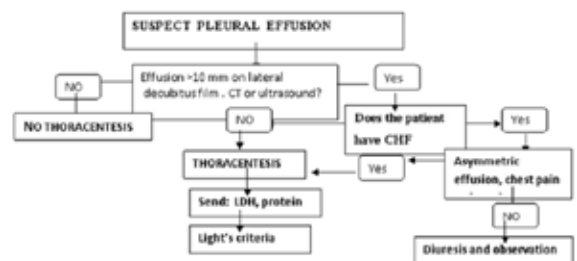 SUSPECT PLEURAL EFFUSION
NO
Effusion >10 mm on lateral
decubitus film . CT or ultrasound?
Yes
NO THORACENTESIS
NO
Does the patient
have CHF
Yes
THORACENTESIS
Yes
Asymmetric
effusion, chest pain
Send: LDH, protein
NO
Light's criteria
Diuresis and observation